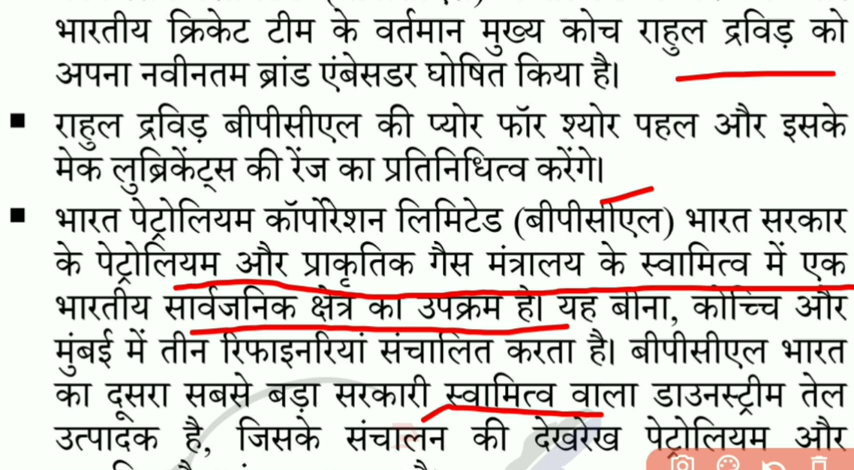 भारतीय क्रिकेट टीम के वर्तमान मुख्य कोच राहुल द्रविड़ को
अपना नवीनतम ब्रांड एंबेसडर घोषित किया है।
▪ राहुल द्रविड़ बीपीसीएल की प्योर फॉर श्योर पहल और इसके
मेक लुब्रिकेंट्स की रेंज का प्रतिनिधित्व करेंगे।
▪ भारत पेट्रोलियम कॉर्पोरेशन लिमिटेड (बीपीसीएल) भारत सरकार
के पेट्रोलियम और प्राकृतिक गैस मंत्रालय के स्वामित्व में एक
भारतीय सार्वजनिक क्षेत्र का उपक्रम है। यह बीना, कोच्चि और
मुंबई में तीन रिफाइनरियां संचालित करता है। बीपीसीएल भारत
का दूसरा सबसे बड़ा सरकारी स्वामित्व वाला डाउनस्ट्रीम तेल
उत्पादक है, जिसके संचालन की देखरेख पेट्रोलियम और